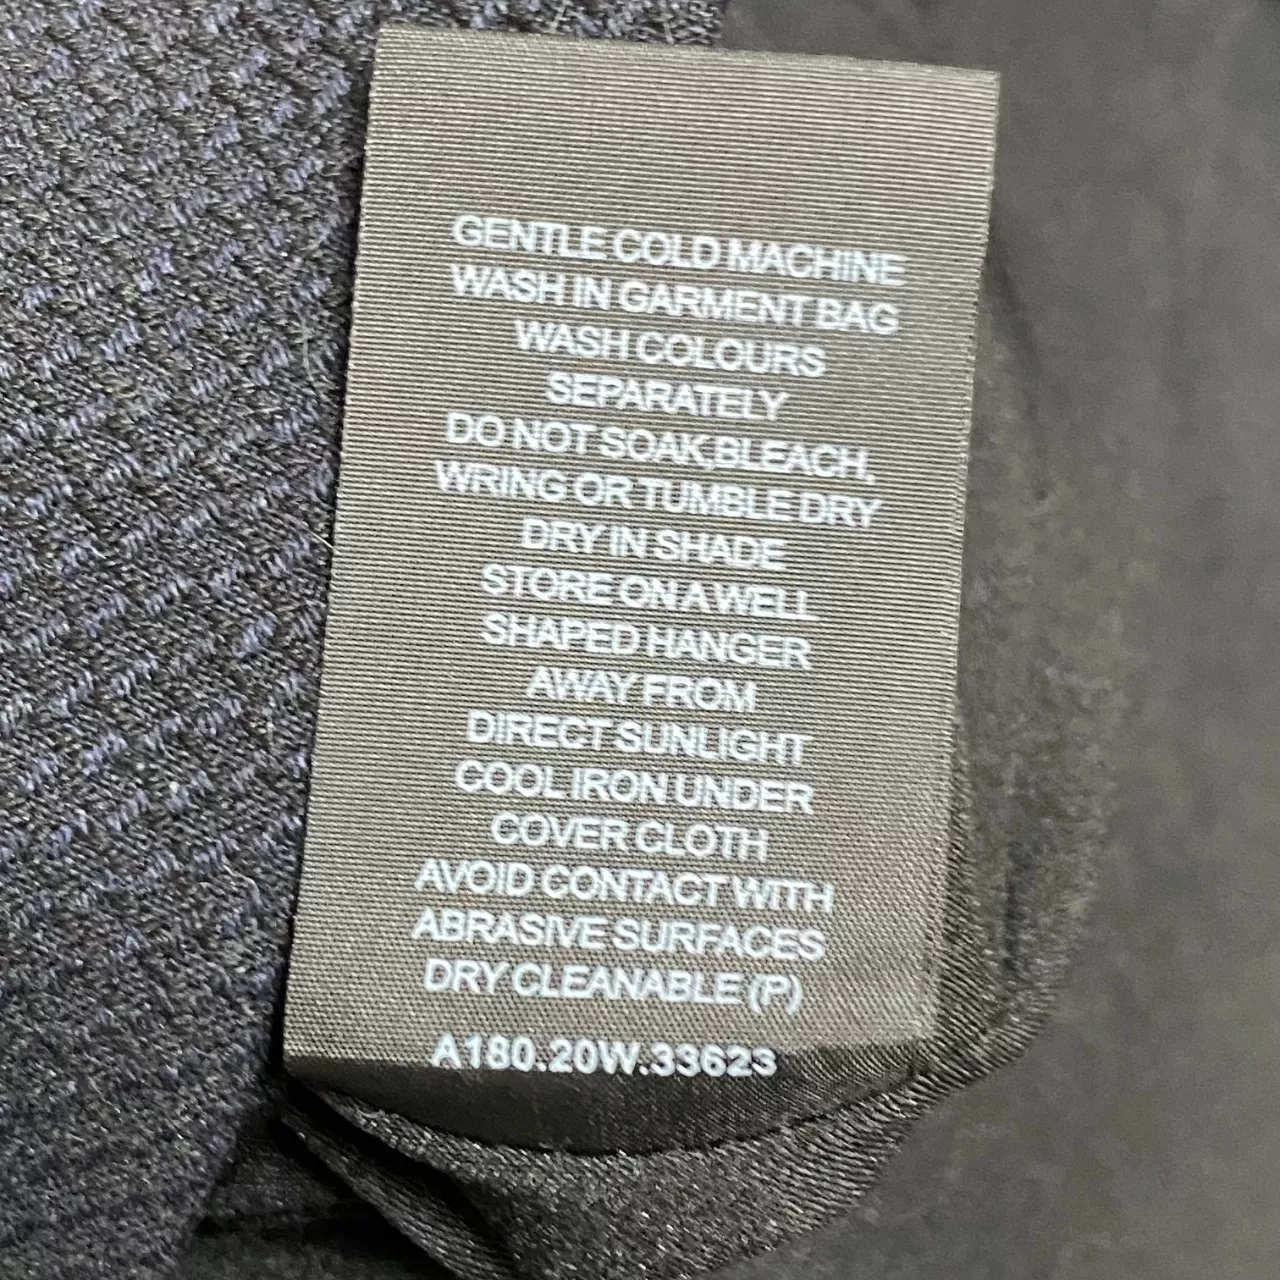 GENTLE COLD MACHINE
WASH IN GARMENT BAG
WASH COLOURS
SEPARATELY
DO NOT SOAK,BLEACH,
WRING OR TUMBLE DRY
DRY IN SHADE
STORE ON A WELL
SHAPED HANGER
AWAY FROM
DIRECT SUNLIGHT
COOL IRON UNDER
COVER CLOTH
AVOID CONTACT WITH
ABRASIVE SURFACES
DRY CLEANABLE (P)
A180.20W.33623